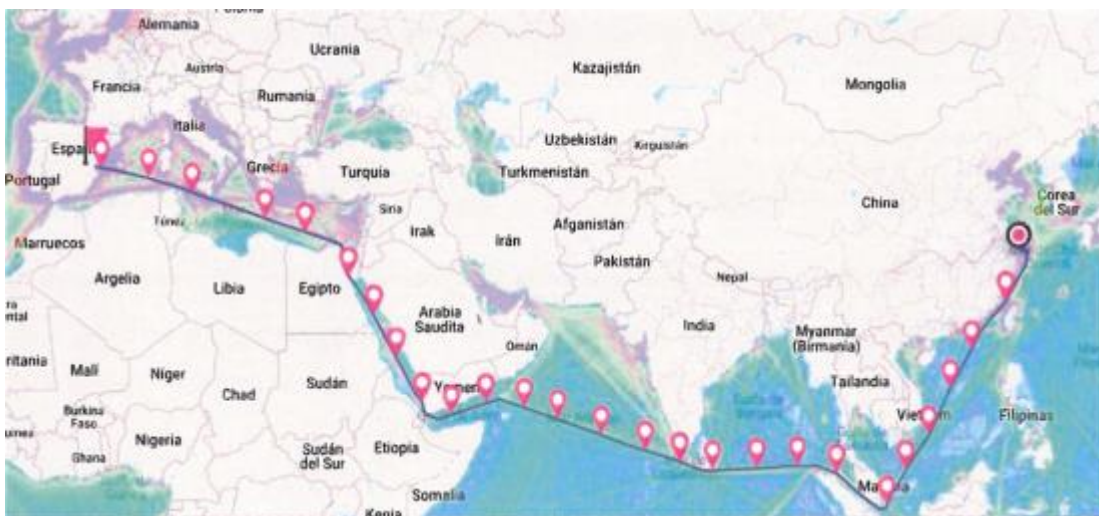 Alemania
Ucrania
Kazajistán
Mongolia
Austria
Francia
Rumania
Italia
Uzbekistán
Kirguistán
Grecia
Turquía
Turkmenistán
Portugal
China
Corea
del Sur
Siria
Túnez
Afganistán
Irak
Irán
Marruecos
Pakistán
Argelia
Libia
Egipto
Nepal
Arabia
Saudita
India
Myanmar
(Birmania)
Omán
Malí
Níger
Chad
Sudán
Tailandia
Burkina
Faso
Nigeria
Etiopía
Filipinas
Ghana
Sudán
del Sur
Somalia
Kenia